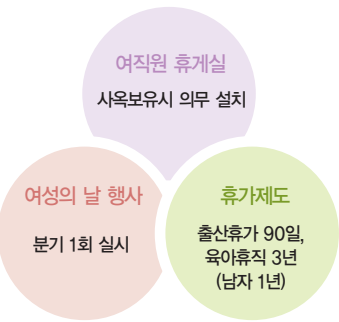 여직원 휴게실
사옥보유시 의무 설치
여성의 날 행사
분기 1회 실시
휴가제도
출산휴가 90일,
육아휴직 3년
(남자 1년)